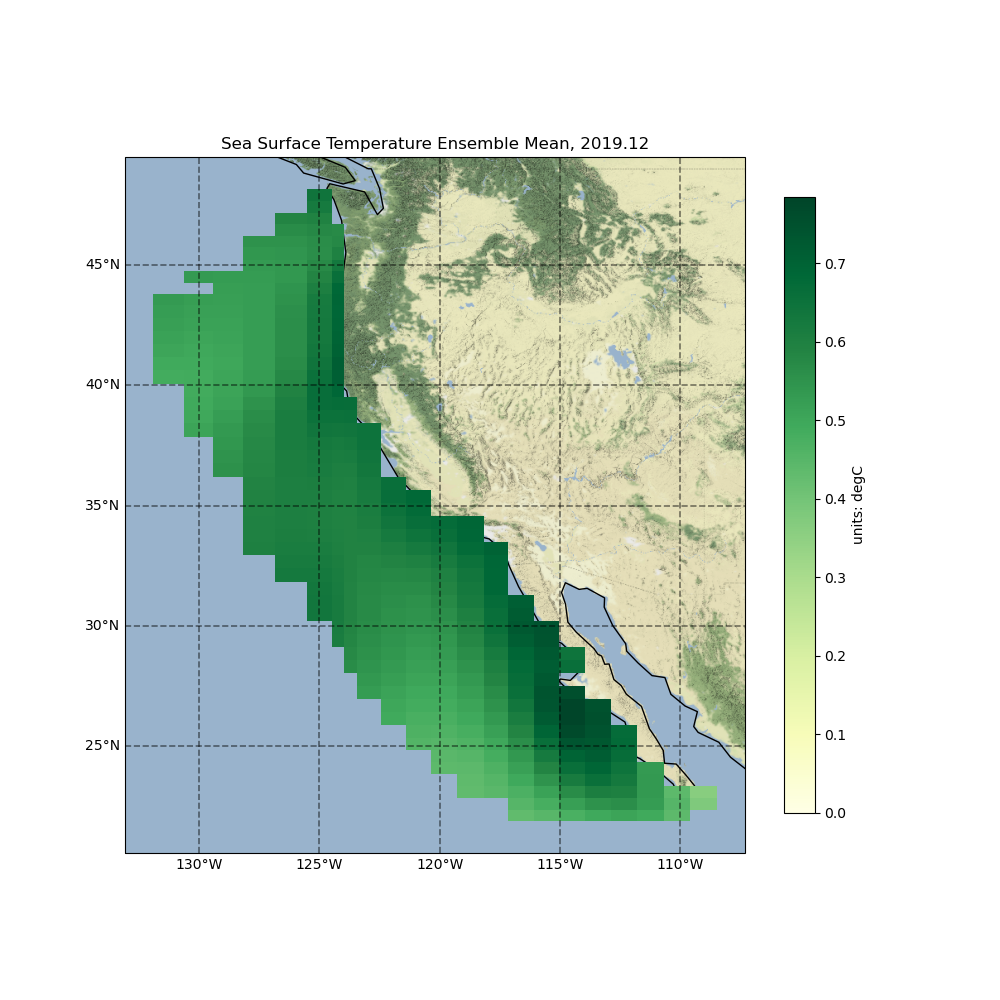 Sea Surface Temperature Ensemble Mean, 2019.12
45°N
40°N
35°N
30°N
25°N
130°W 125°W 120°W 115°W 110°W
0.7
0.6
0.5
0.4
0.3
0.2
0.1
0.0
units: degC